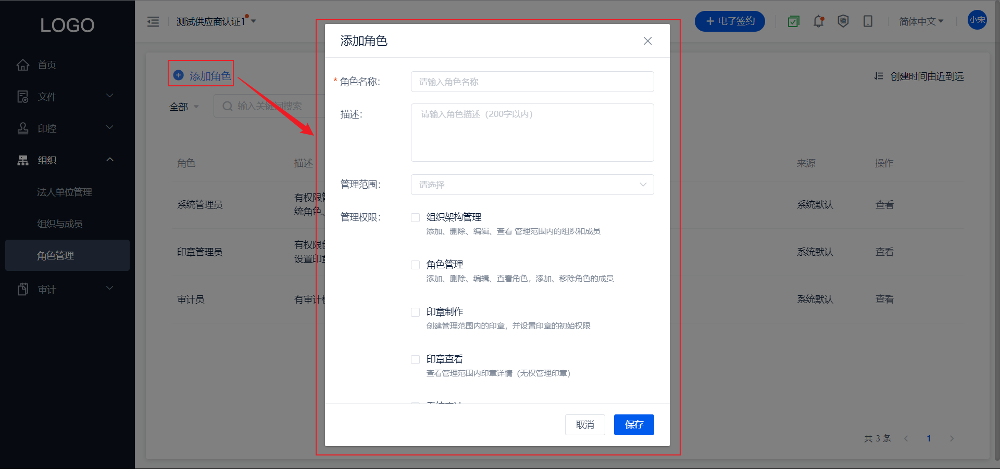 LOGO
首页
文件
印控
组织
法人单位管理
组织与成员
角色管理
审计
测试供应商认证1
电子签约
验
简体中文
小宋
添加角色
创建时间由近到远
全部
输入关键词搜索
角色
描述
来源
操作
系统管理员
有权限管
统角色、
系统默认
查看
印章管理员
有权限创
设置印章
系统默认
查看
审计员
有审计
系统默认
查看
共 3 条
1
添加角色
* 角色名称：
请输入角色名称
描述：
请输入角色描述（200字以内）
管理范围：
请选择
管理权限：
组织架构管理
添加、删除、编辑、查看 管理范围内的组织和成员
角色管理
添加、删除、编辑、查看角色，添加、移除角色的成员
印章制作
创建管理范围内的印章，并设置印章的初始权限
印章查看
查看管理范围内印章详情（无权管理印章）
取消
保存